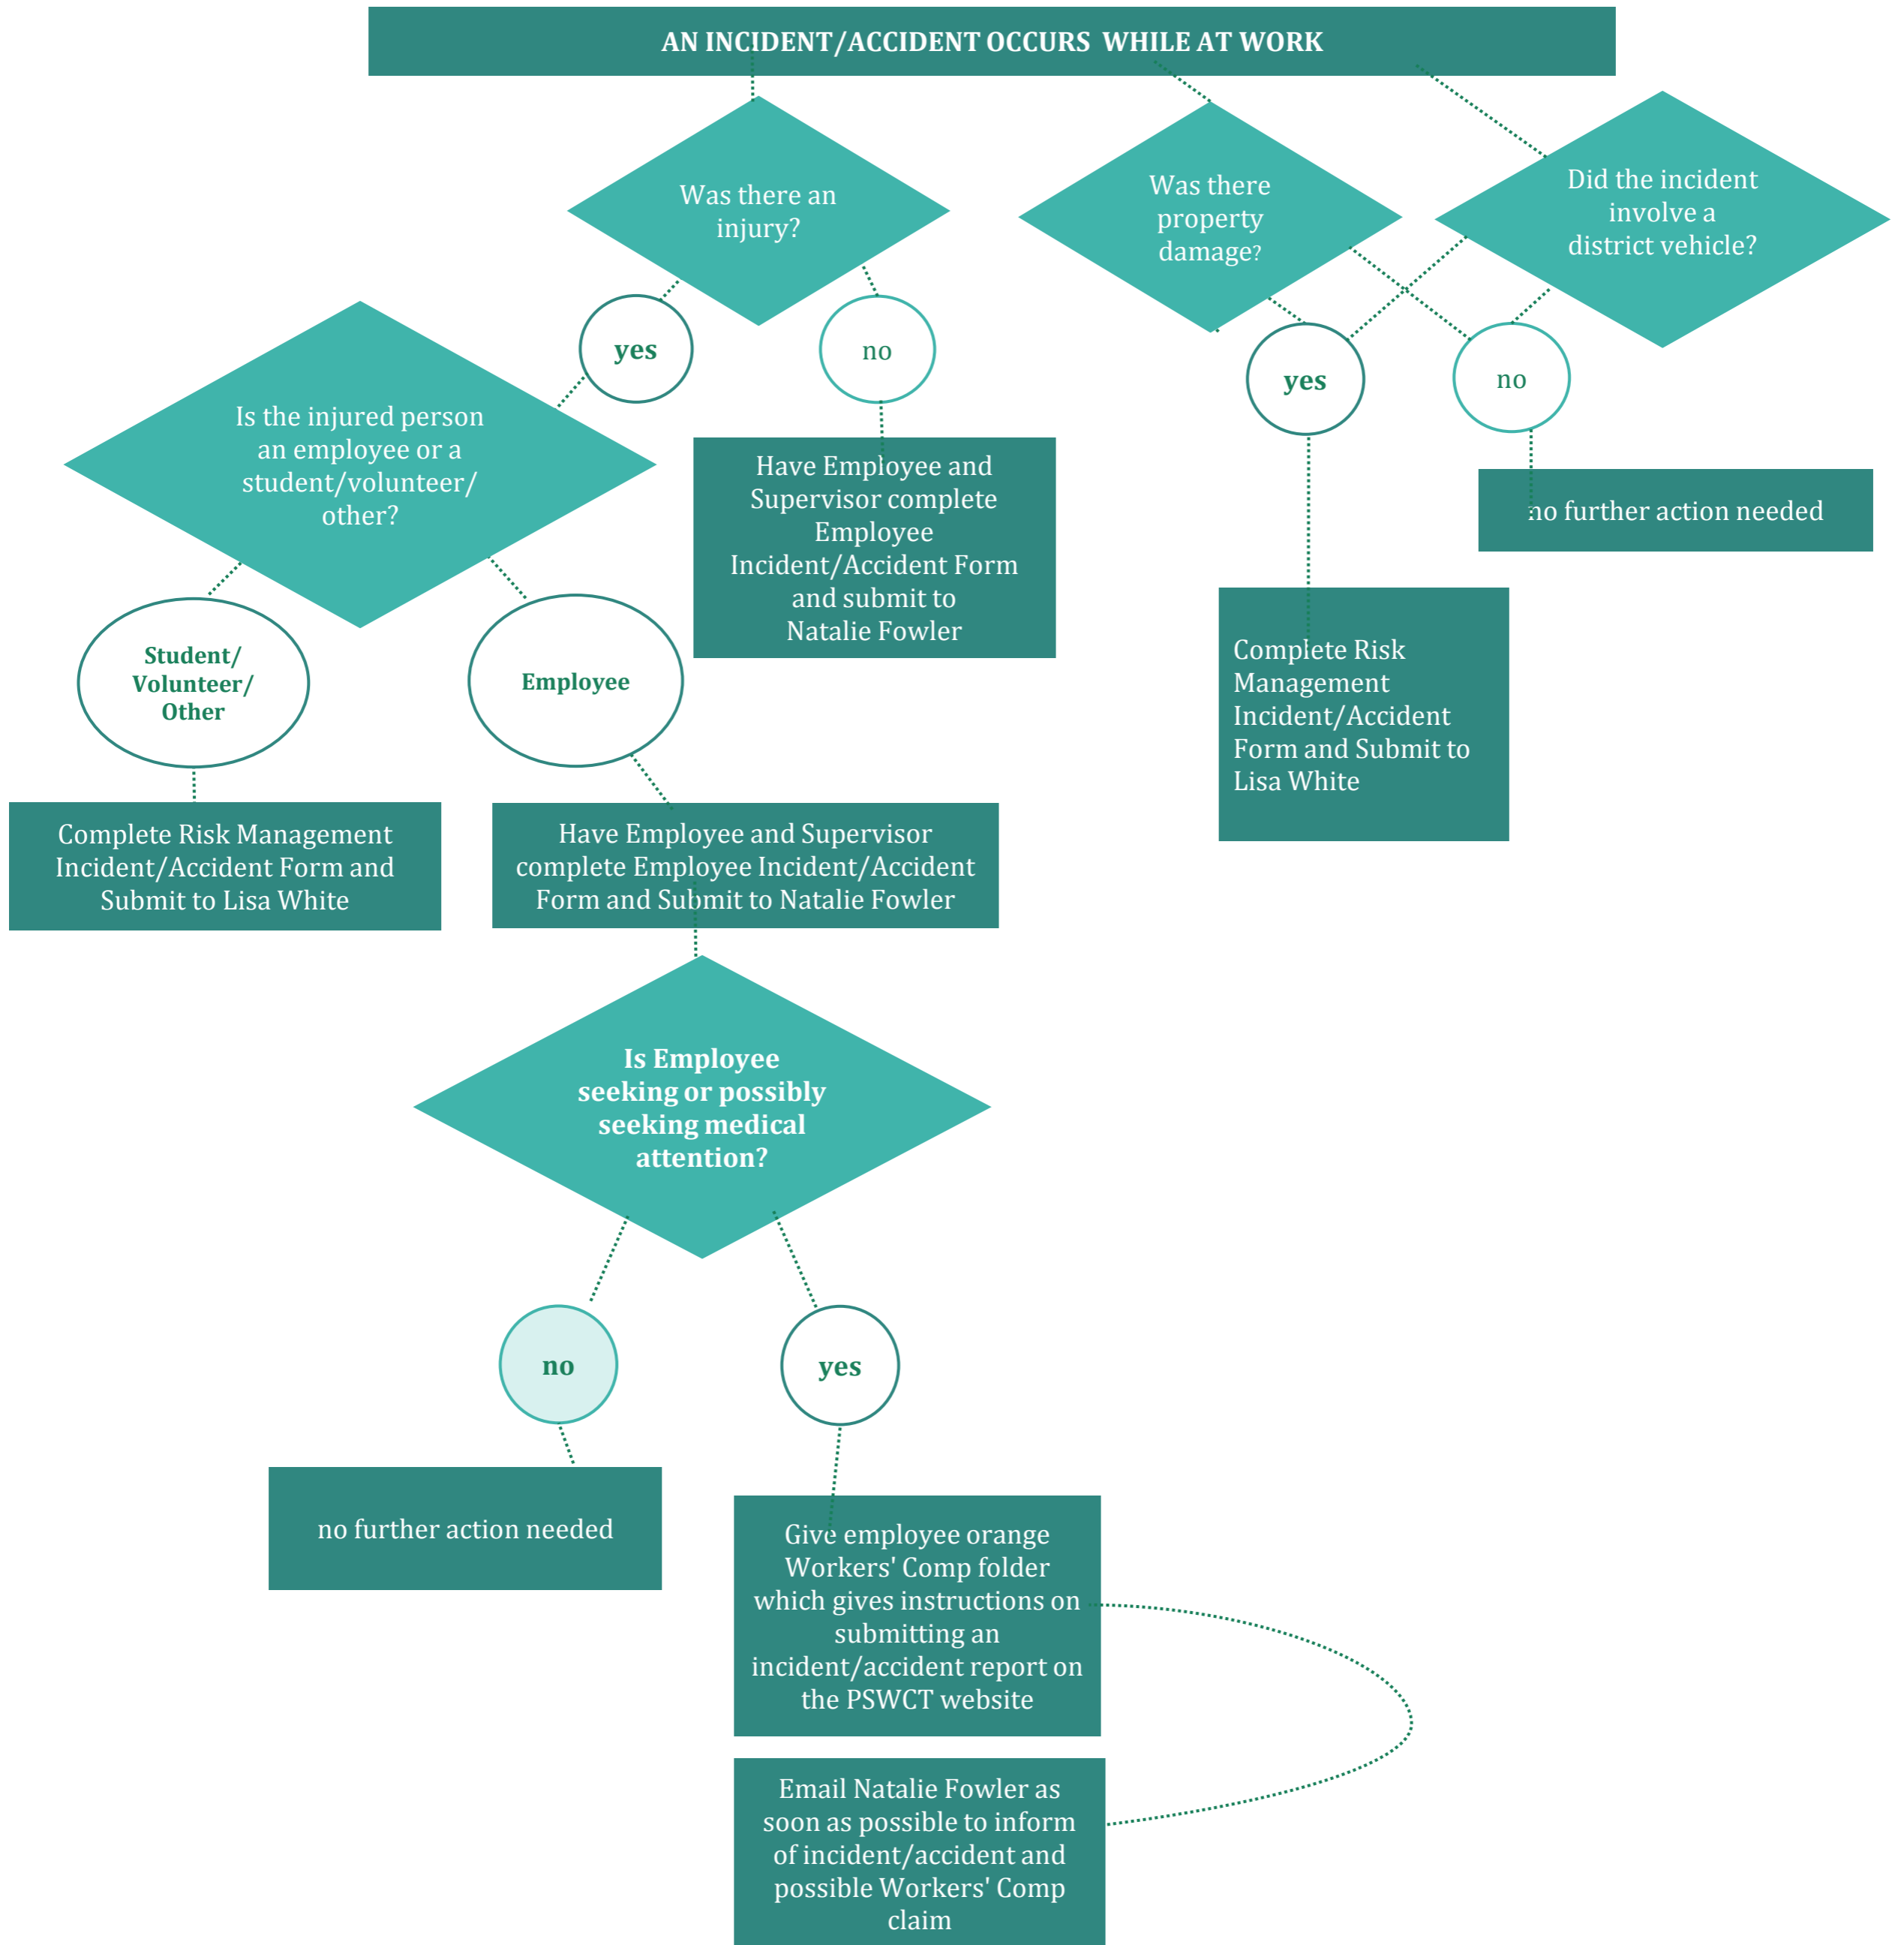 AN INCIDENT/ACCIDENT OCCURS WHILE AT WORK
Was there an
injury?
Was there
property
damage?
Did the incident
involve a
district vehicle?
yes
no
yes
no
Is the injured person
an employee or a
student/volunteer/
other?
Have Employee and
Supervisor complete
Employee
Incident/Accident Form
and submit to
Natalie Fowler
no further action needed
Complete Risk
Management
Incident/Accident
Form and Submit to
Lisa White
Student/
Volunteer/
Other
Employee
Complete Risk Management
Incident/Accident Form and
Submit to Lisa White
Have Employee and Supervisor
complete Employee Incident/Accident
Form and Submit to Natalie Fowler
Is Employee
seeking or possibly
seeking medical
attention?
no
yes
no further action needed
Give employee orange
Workers' Comp folder
which gives instructions on
submitting an
incident/accident report on
the PSWCT website
Email Natalie Fowler as
soon as possible to inform
of incident/accident and
possible Workers' Comp
claim